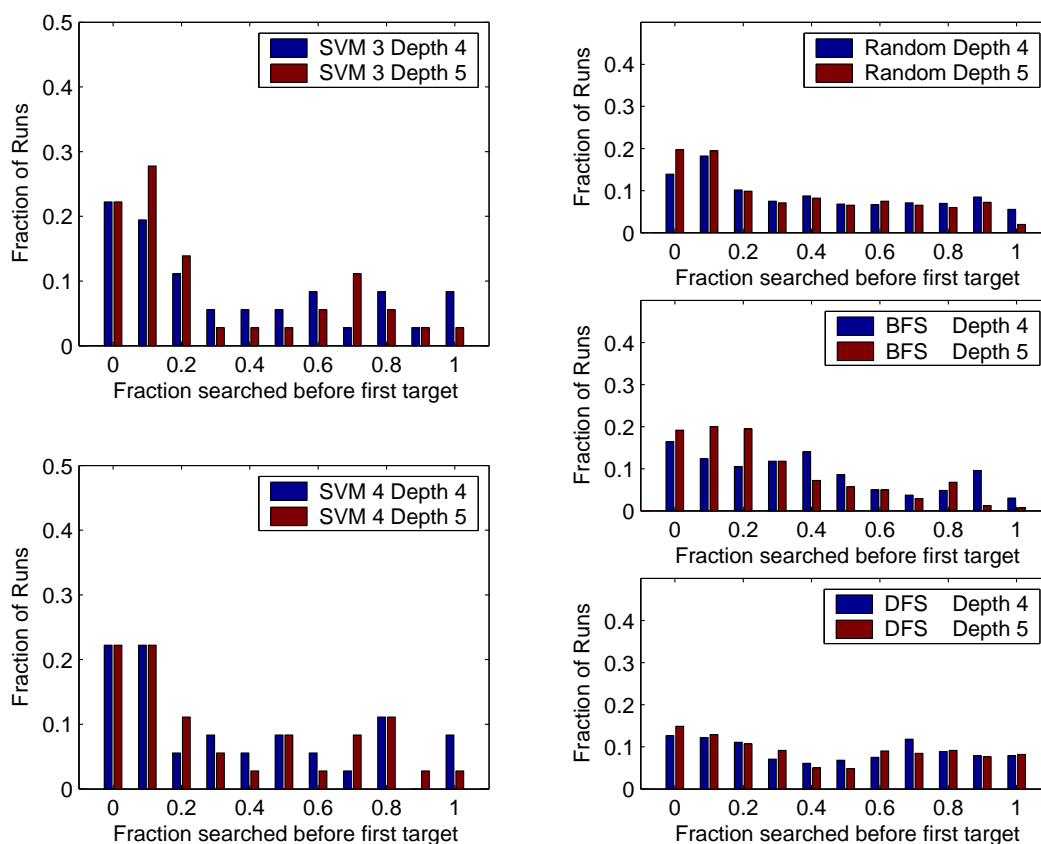 0.5
0.4
0.3
0.2
0.1
0
Fraction of Runs
SVM 3 Depth 4
SVM 3 Depth 5
0 0.2 0.4 0.6 0.8 1
Fraction searched before first target
0.5
0.4
0.3
0.2
0.1
0
Fraction of Runs
SVM 4 Depth 4
SVM 4 Depth 5
0 0.2 0.4 0.6 0.8 1
Fraction searched before first target
0.4
0.3
0.2
0.1
0
Fraction of Runs
Random Depth 4
Random Depth 5
0 0.2 0.4 0.6 0.8 1
Fraction searched before first target
0.4
0.3
0.2
0.1
0
Fraction of Runs
BFS Depth 4
BFS Depth 5
0 0.2 0.4 0.6 0.8 1
Fraction searched before first target
0.4
0.3
0.2
0.1
0
Fraction of Runs
DFS Depth 4
DFS Depth 5
0 0.2 0.4 0.6 0.8 1
Fraction searched before first target